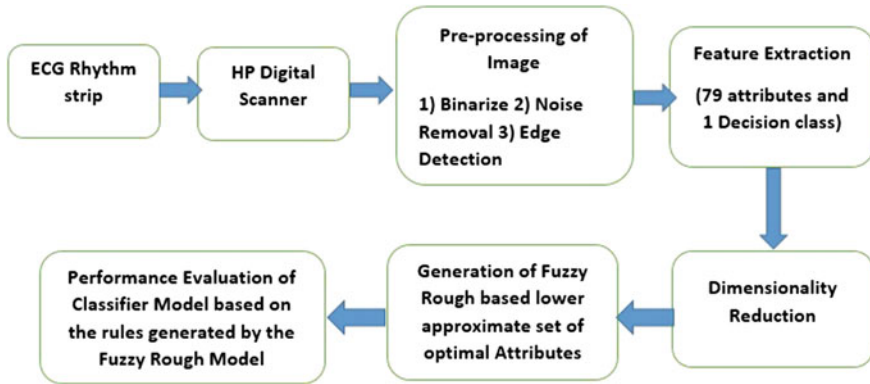 ECG Rhythm
strip
HP Digital
Scanner
Pre-processing of
Image
1) Binarize 2) Noise
Removal 3) Edge
Detection
Feature Extraction
(79 attributes and
1 Decision class)
Dimensionality
Reduction
Generation of Fuzzy
Rough based lower
approximate set of
optimal Attributes
Performance Evaluation of
Classifier Model based on
the rules generated by the
Fuzzy Rough Model